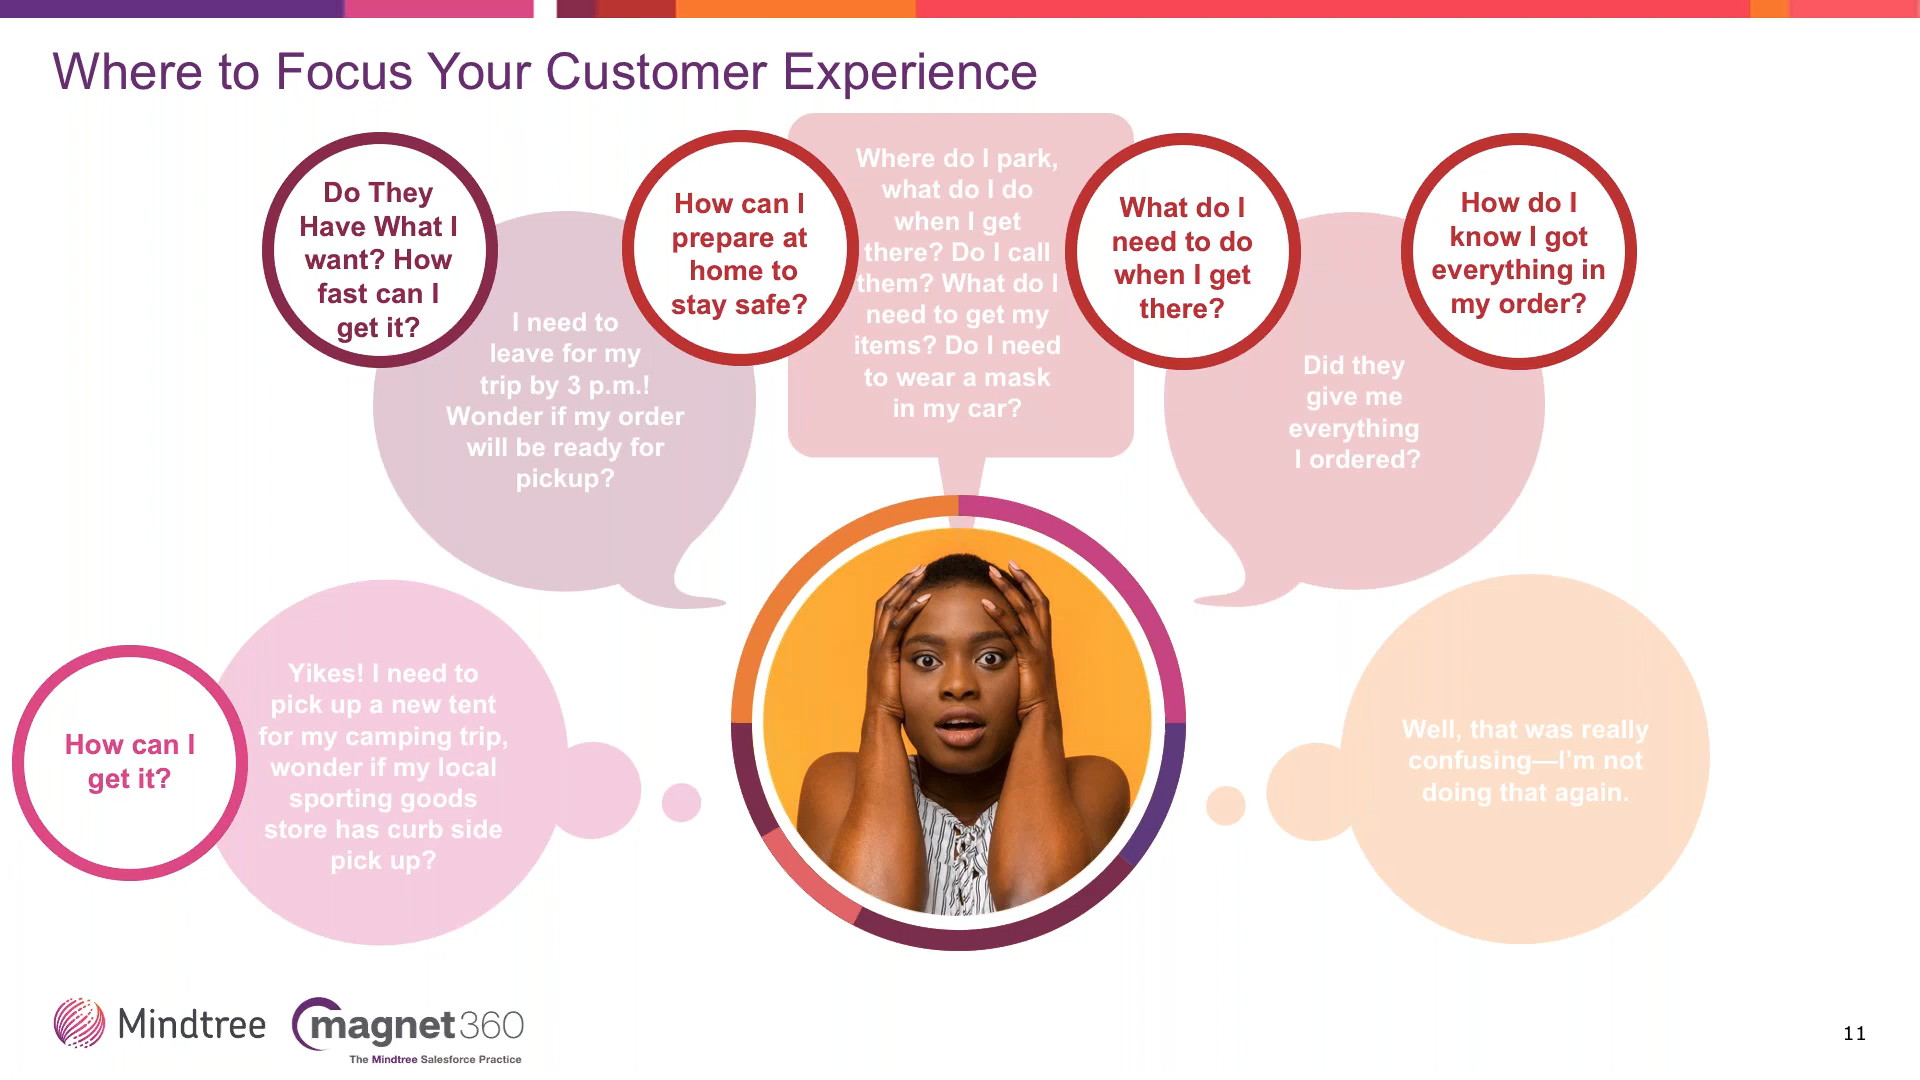 Where to Focus Your Customer Experience
Do They
Have What I
want? How
fast can I
get it?
How can I
prepare at
home to
stay safe?
Where do I park,
what do I do
when I get
there? Do I call
them? What do I
need to get my
items? Do I need
to wear a mask
in my car?
What do I
need to do
when I get
there?
How do I
know I got
everything in
my order?
I need to
leave for my
trip by 3 p.m.!
Wonder if my order
will be ready for
pickup?
Did they
give me
everything
I ordered?
How can I
get it?
Yikes! I need to
pick up a new tent
for my camping trip,
wonder if my local
sporting goods
store has curb side
pick up?
Well, that was really
confusing—I'm not
doing that again.
Mindtree
magnet360
The Mindtree Salesforce Practice
11